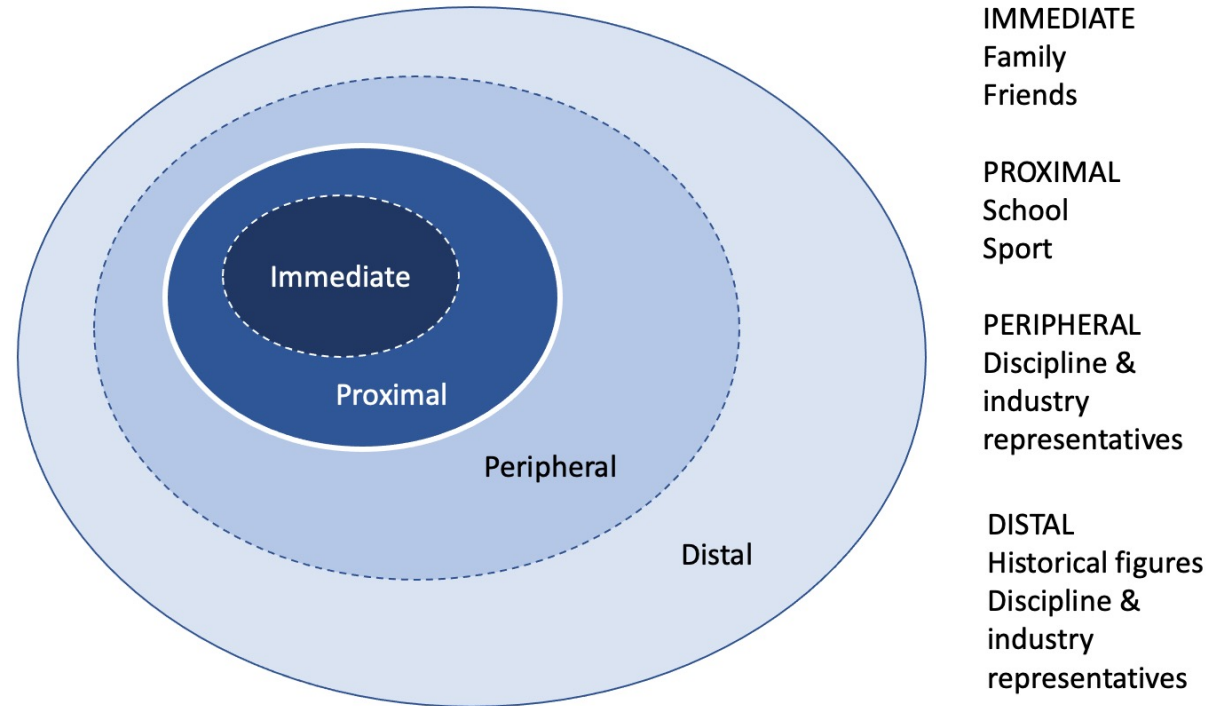 Immediate
Proximal
Peripheral
Distal
IMMEDIATE
Family
Friends
PROXIMAL
School
Sport
PERIPHERAL
Discipline &
industry
representatives
DISTAL
Historical figures
Discipline &
industry
representatives